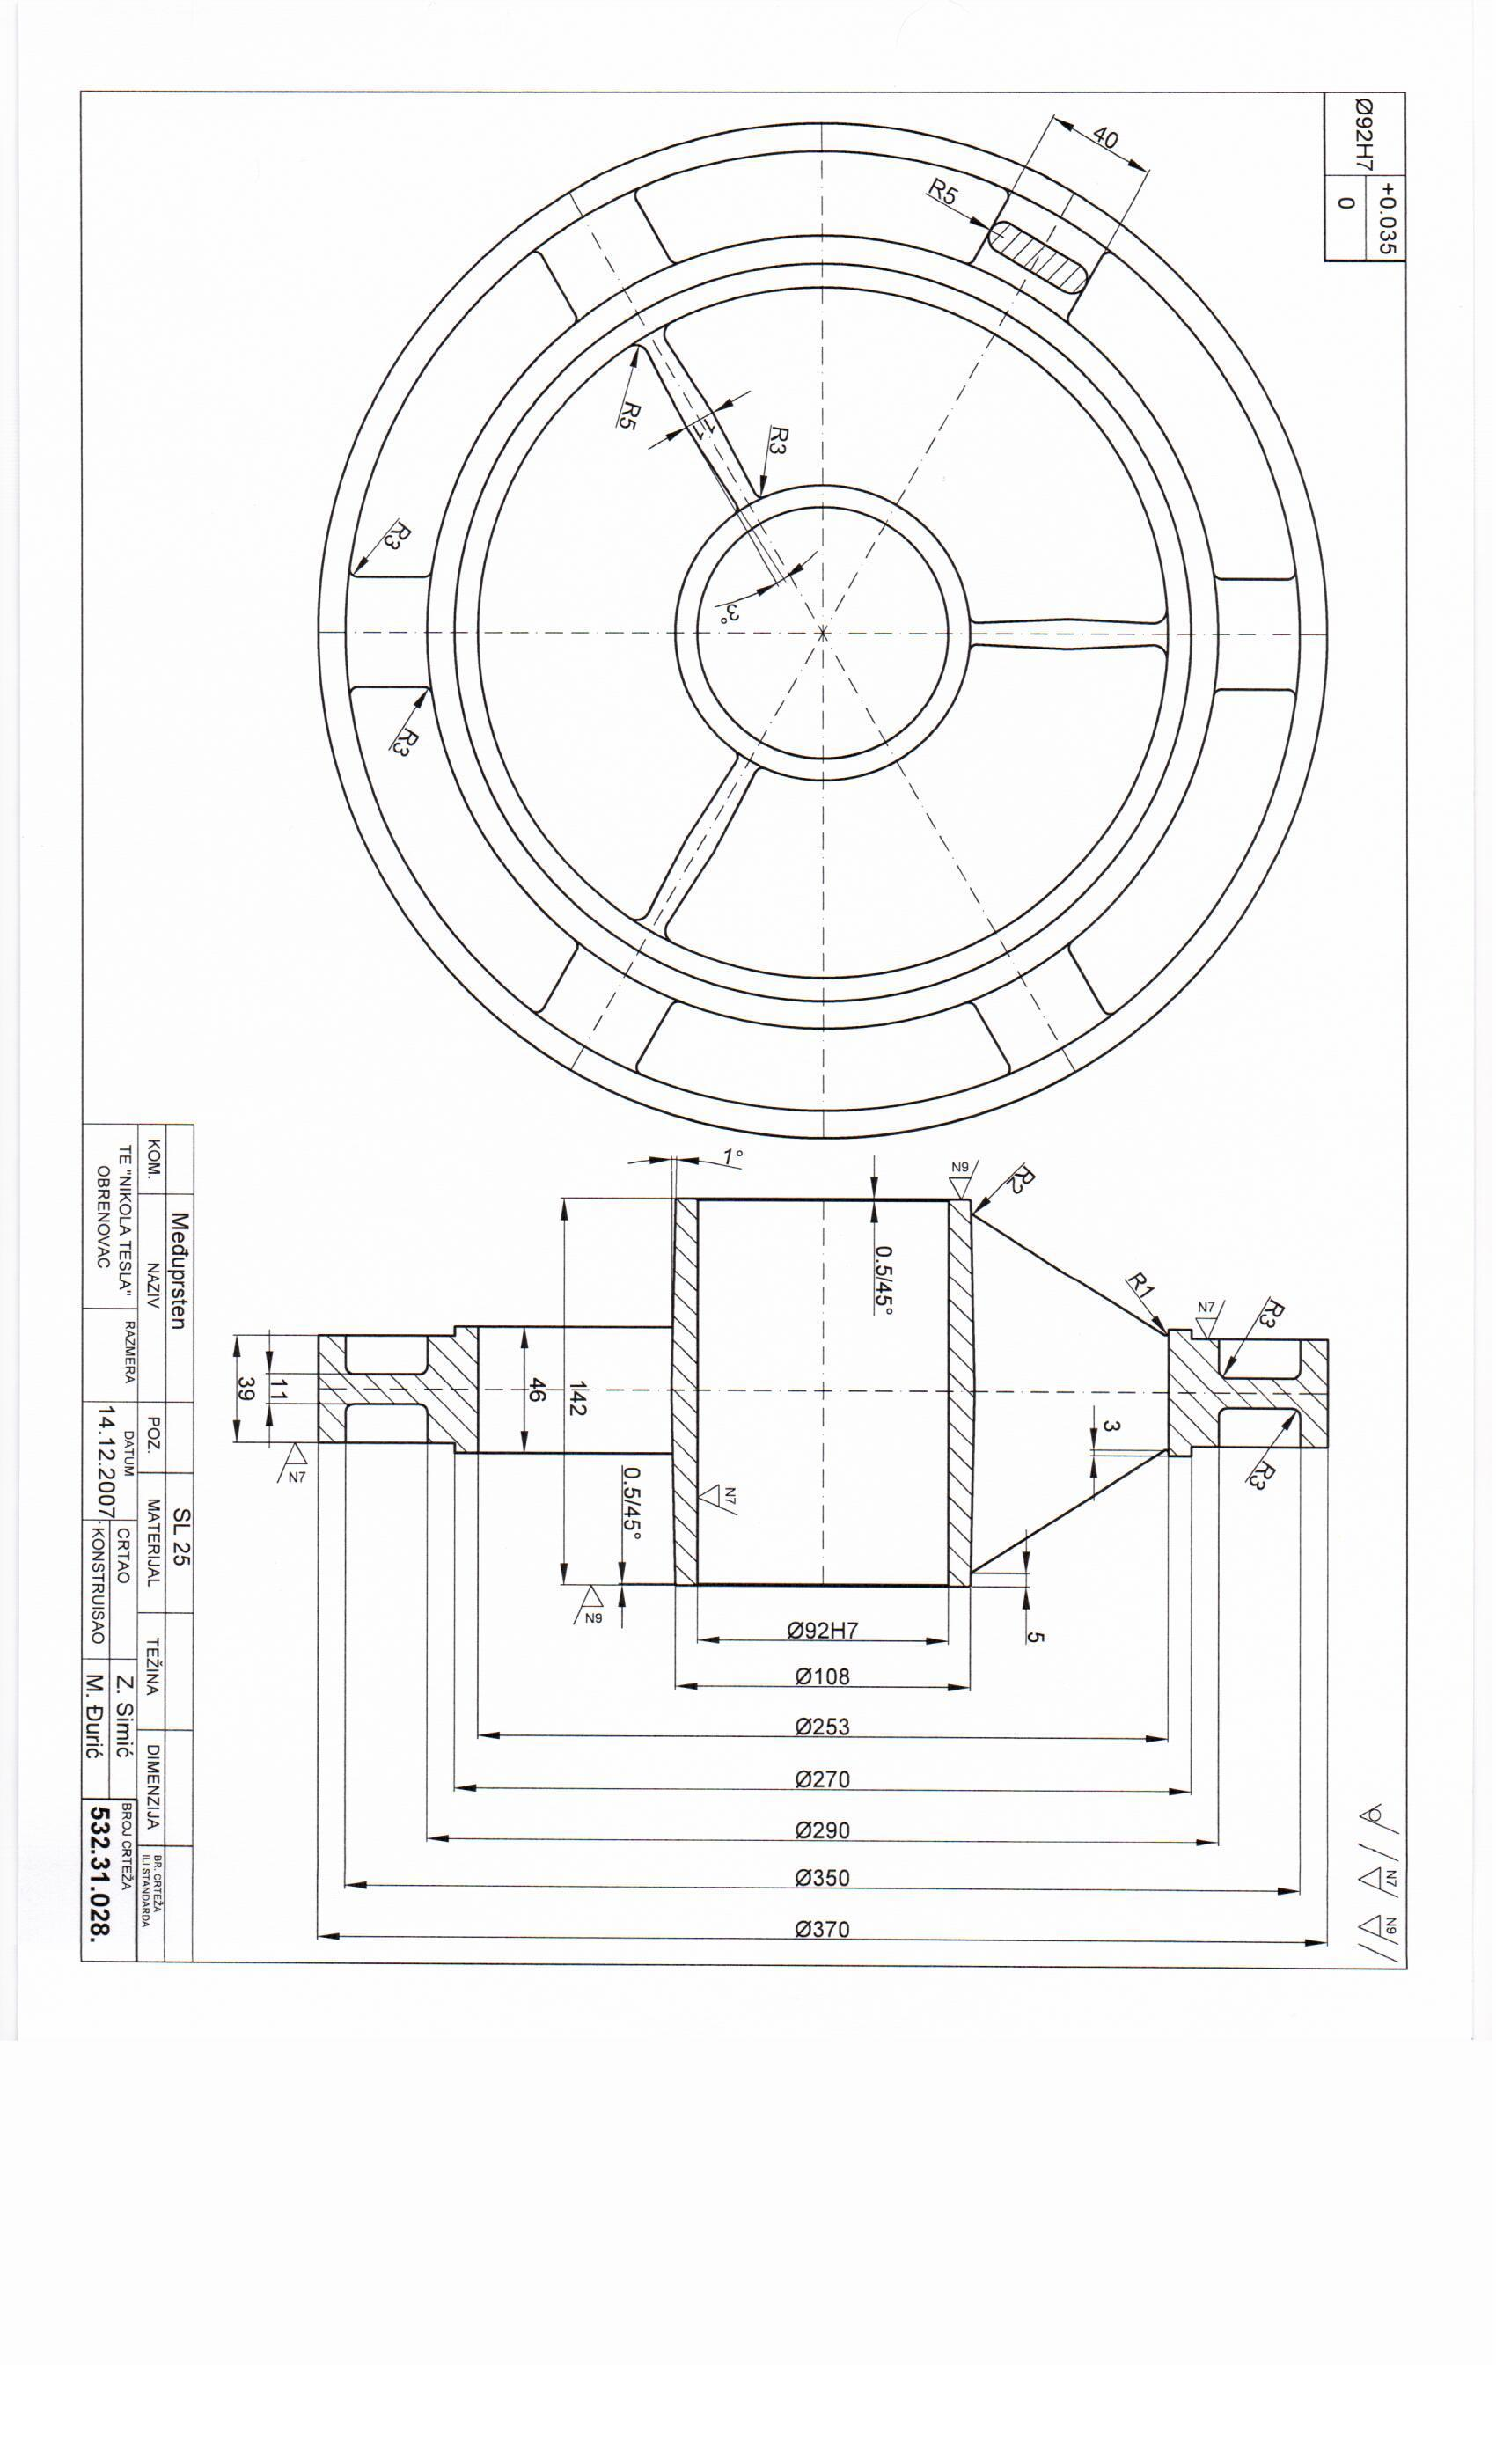 Ø92H7
+0.035
0
40
R5
R5
R3
3°
R3
R3
1°
N9
R2
0.5/45°
R1
N7
R3
R3
3
5
142
46
11
39
N7
N7
0.5/45°
N9
Ø92H7
Ø108
Ø253
Ø270
Ø290
Ø350
Ø370
N7
N9
Međuprsten
SL 25
KOM.
NAZIV
POZ.
MATERIJAL
TEŽINA
DIMENZIJA
BR. CRTEŽA
ILI STANDARDA
TE "NIKOLA TESLA"
OBRENOVAC
RAZMERA
DATUM
14.12.2007.
CRTAO
Z. Simić
KONSTRUISAO
M. Đurić
BROJ CRTEŽA
532.31.028.